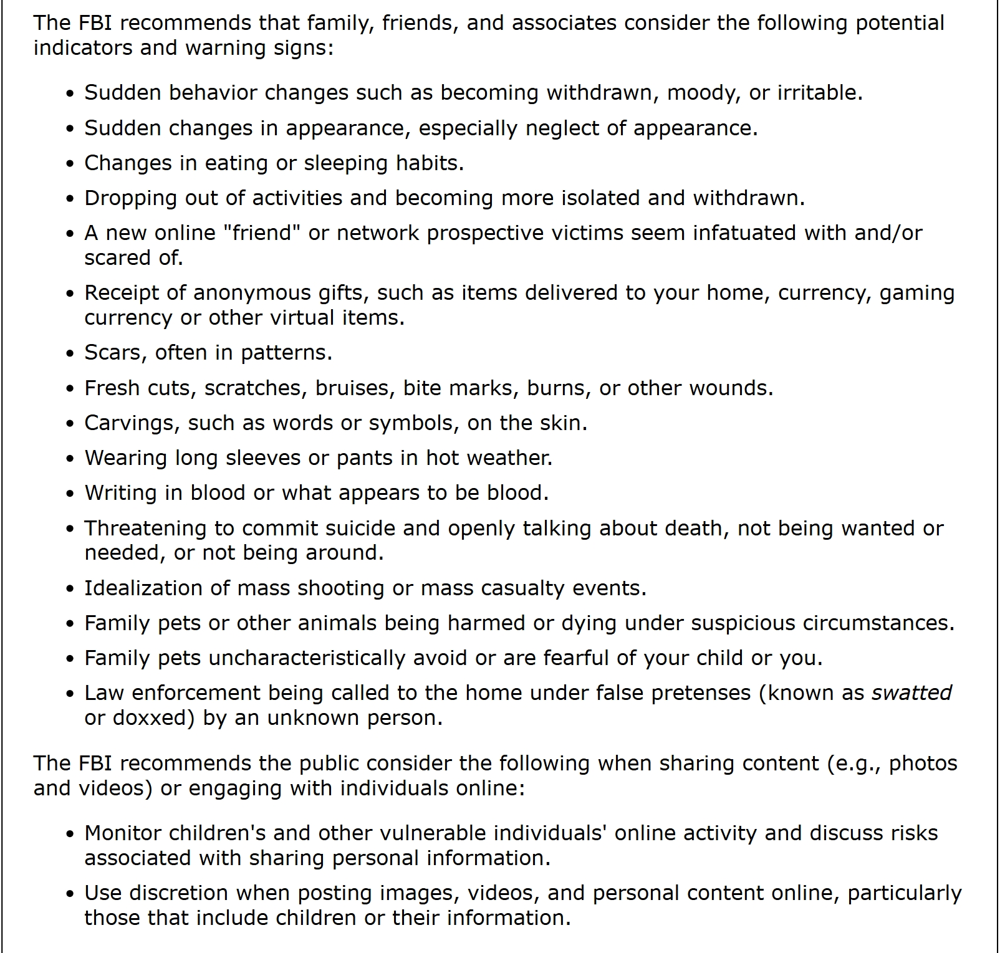 The FBI recommends that family, friends, and associates consider the following potential
indicators and warning signs:
• Sudden behavior changes such as becoming withdrawn, moody, or irritable.
• Sudden changes in appearance, especially neglect of appearance.
• Changes in eating or sleeping habits.
• Dropping out of activities and becoming more isolated and withdrawn.
• A new online "friend" or network prospective victims seem infatuated with and/or
scared of.
• Receipt of anonymous gifts, such as items delivered to your home, currency, gaming
currency or other virtual items.
• Scars, often in patterns.
• Fresh cuts, scratches, bruises, bite marks, burns, or other wounds.
• Carvings, such as words or symbols, on the skin.
• Wearing long sleeves or pants in hot weather.
• Writing in blood or what appears to be blood.
• Threatening to commit suicide and openly talking about death, not being wanted or
needed, or not being around.
• Idealization of mass shooting or mass casualty events.
• Family pets or other animals being harmed or dying under suspicious circumstances.
• Family pets uncharacteristically avoid or are fearful of your child or you.
• Law enforcement being called to the home under false pretenses (known as swatted
or doxxed) by an unknown person.
The FBI recommends the public consider the following when sharing content (e.g., photos
and videos) or engaging with individuals online:
• Monitor children's and other vulnerable individuals' online activity and discuss risks
associated with sharing personal information.
• Use discretion when posting images, videos, and personal content online, particularly
those that include children or their information.